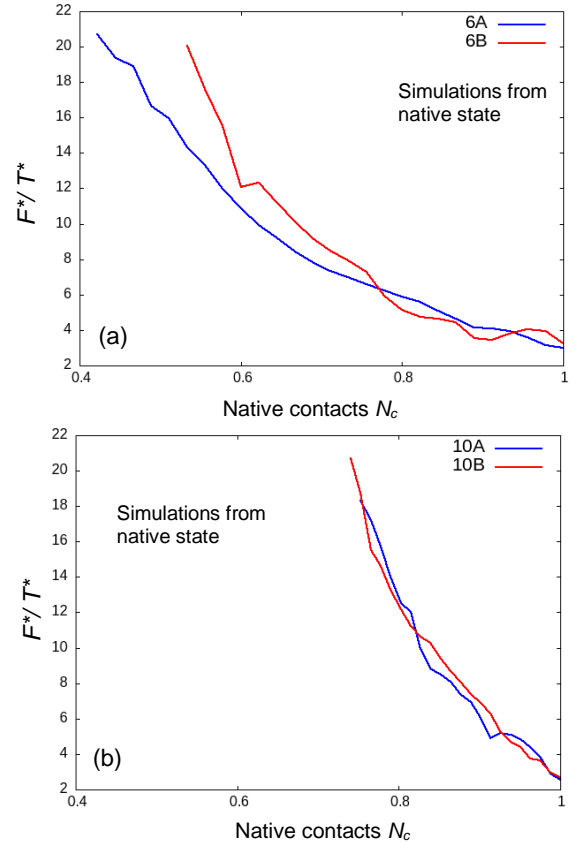 22
20
18
16
14
12
10
8
6
4
2
F*/ T*
6A
6B
Simulations from
native state
(a)
0.4
0.6
0.8
1
Native contacts Nc
22
20
18
16
14
12
10
8
6
4
2
F*/ T*
10A
10B
Simulations from
native state
(b)
0.4
0.6
0.8
1
Native contacts Nc